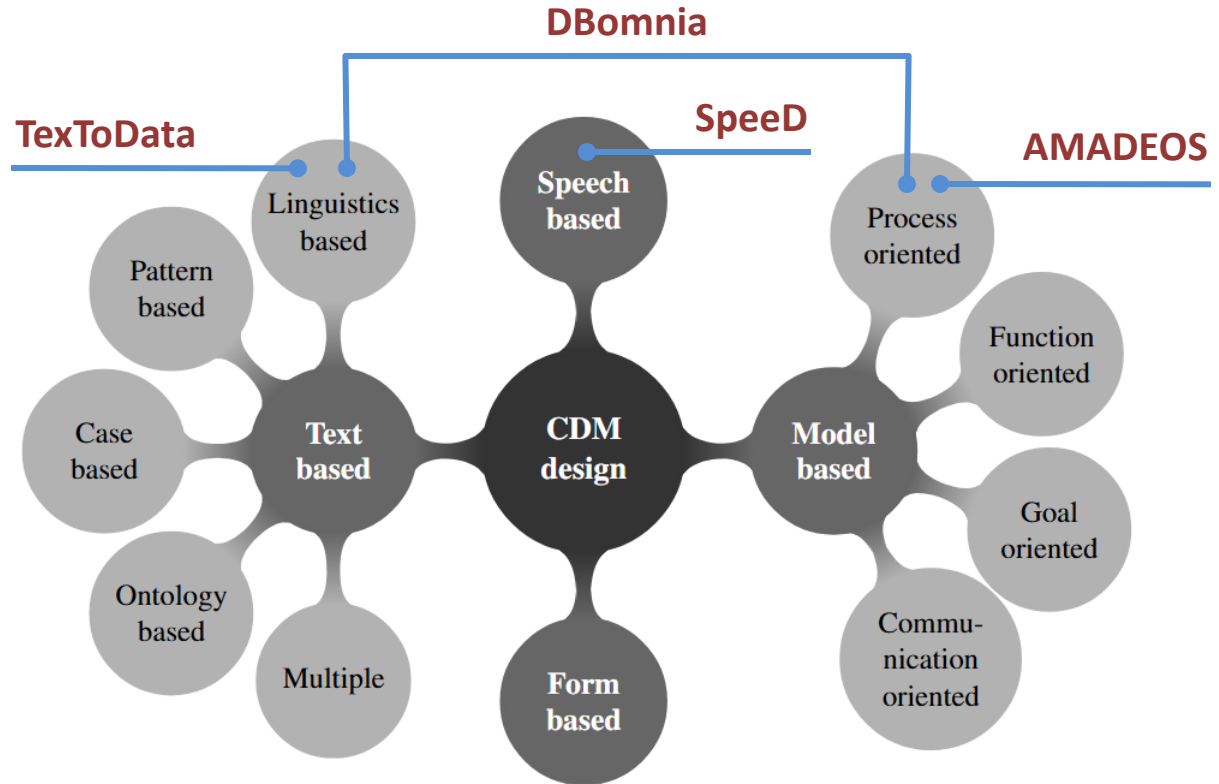 DBomnia
TexToData
SpeeD
AMADEOS
Linguistics
based
Speech
based
Process
oriented
Pattern
based
Function
oriented
Case
based
Text
based
CDM
design
Model
based
Goal
oriented
Ontology
based
Multiple
Form
based
Commu-
nication
oriented